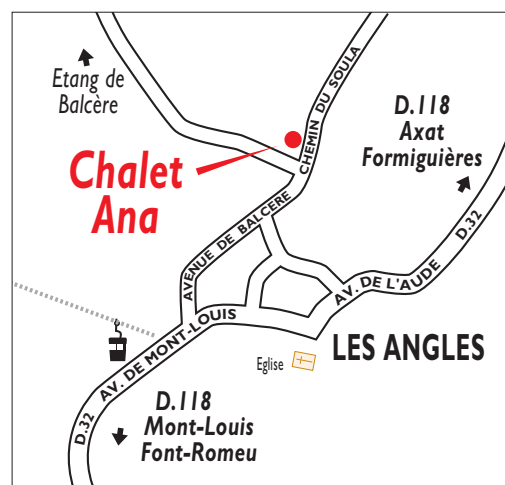 Etang de
Balcère
CHEMIN DU SOULA
D.118
Axat
Formiguières
Chalet
Ana
AVENUE DE BALCERE
D.32
AV. DE L'AUDE
AV. DE MONT-LOUIS
LES ANGLES
Eglise
D.32
D.118
Mont-Louis
Font-Romeu